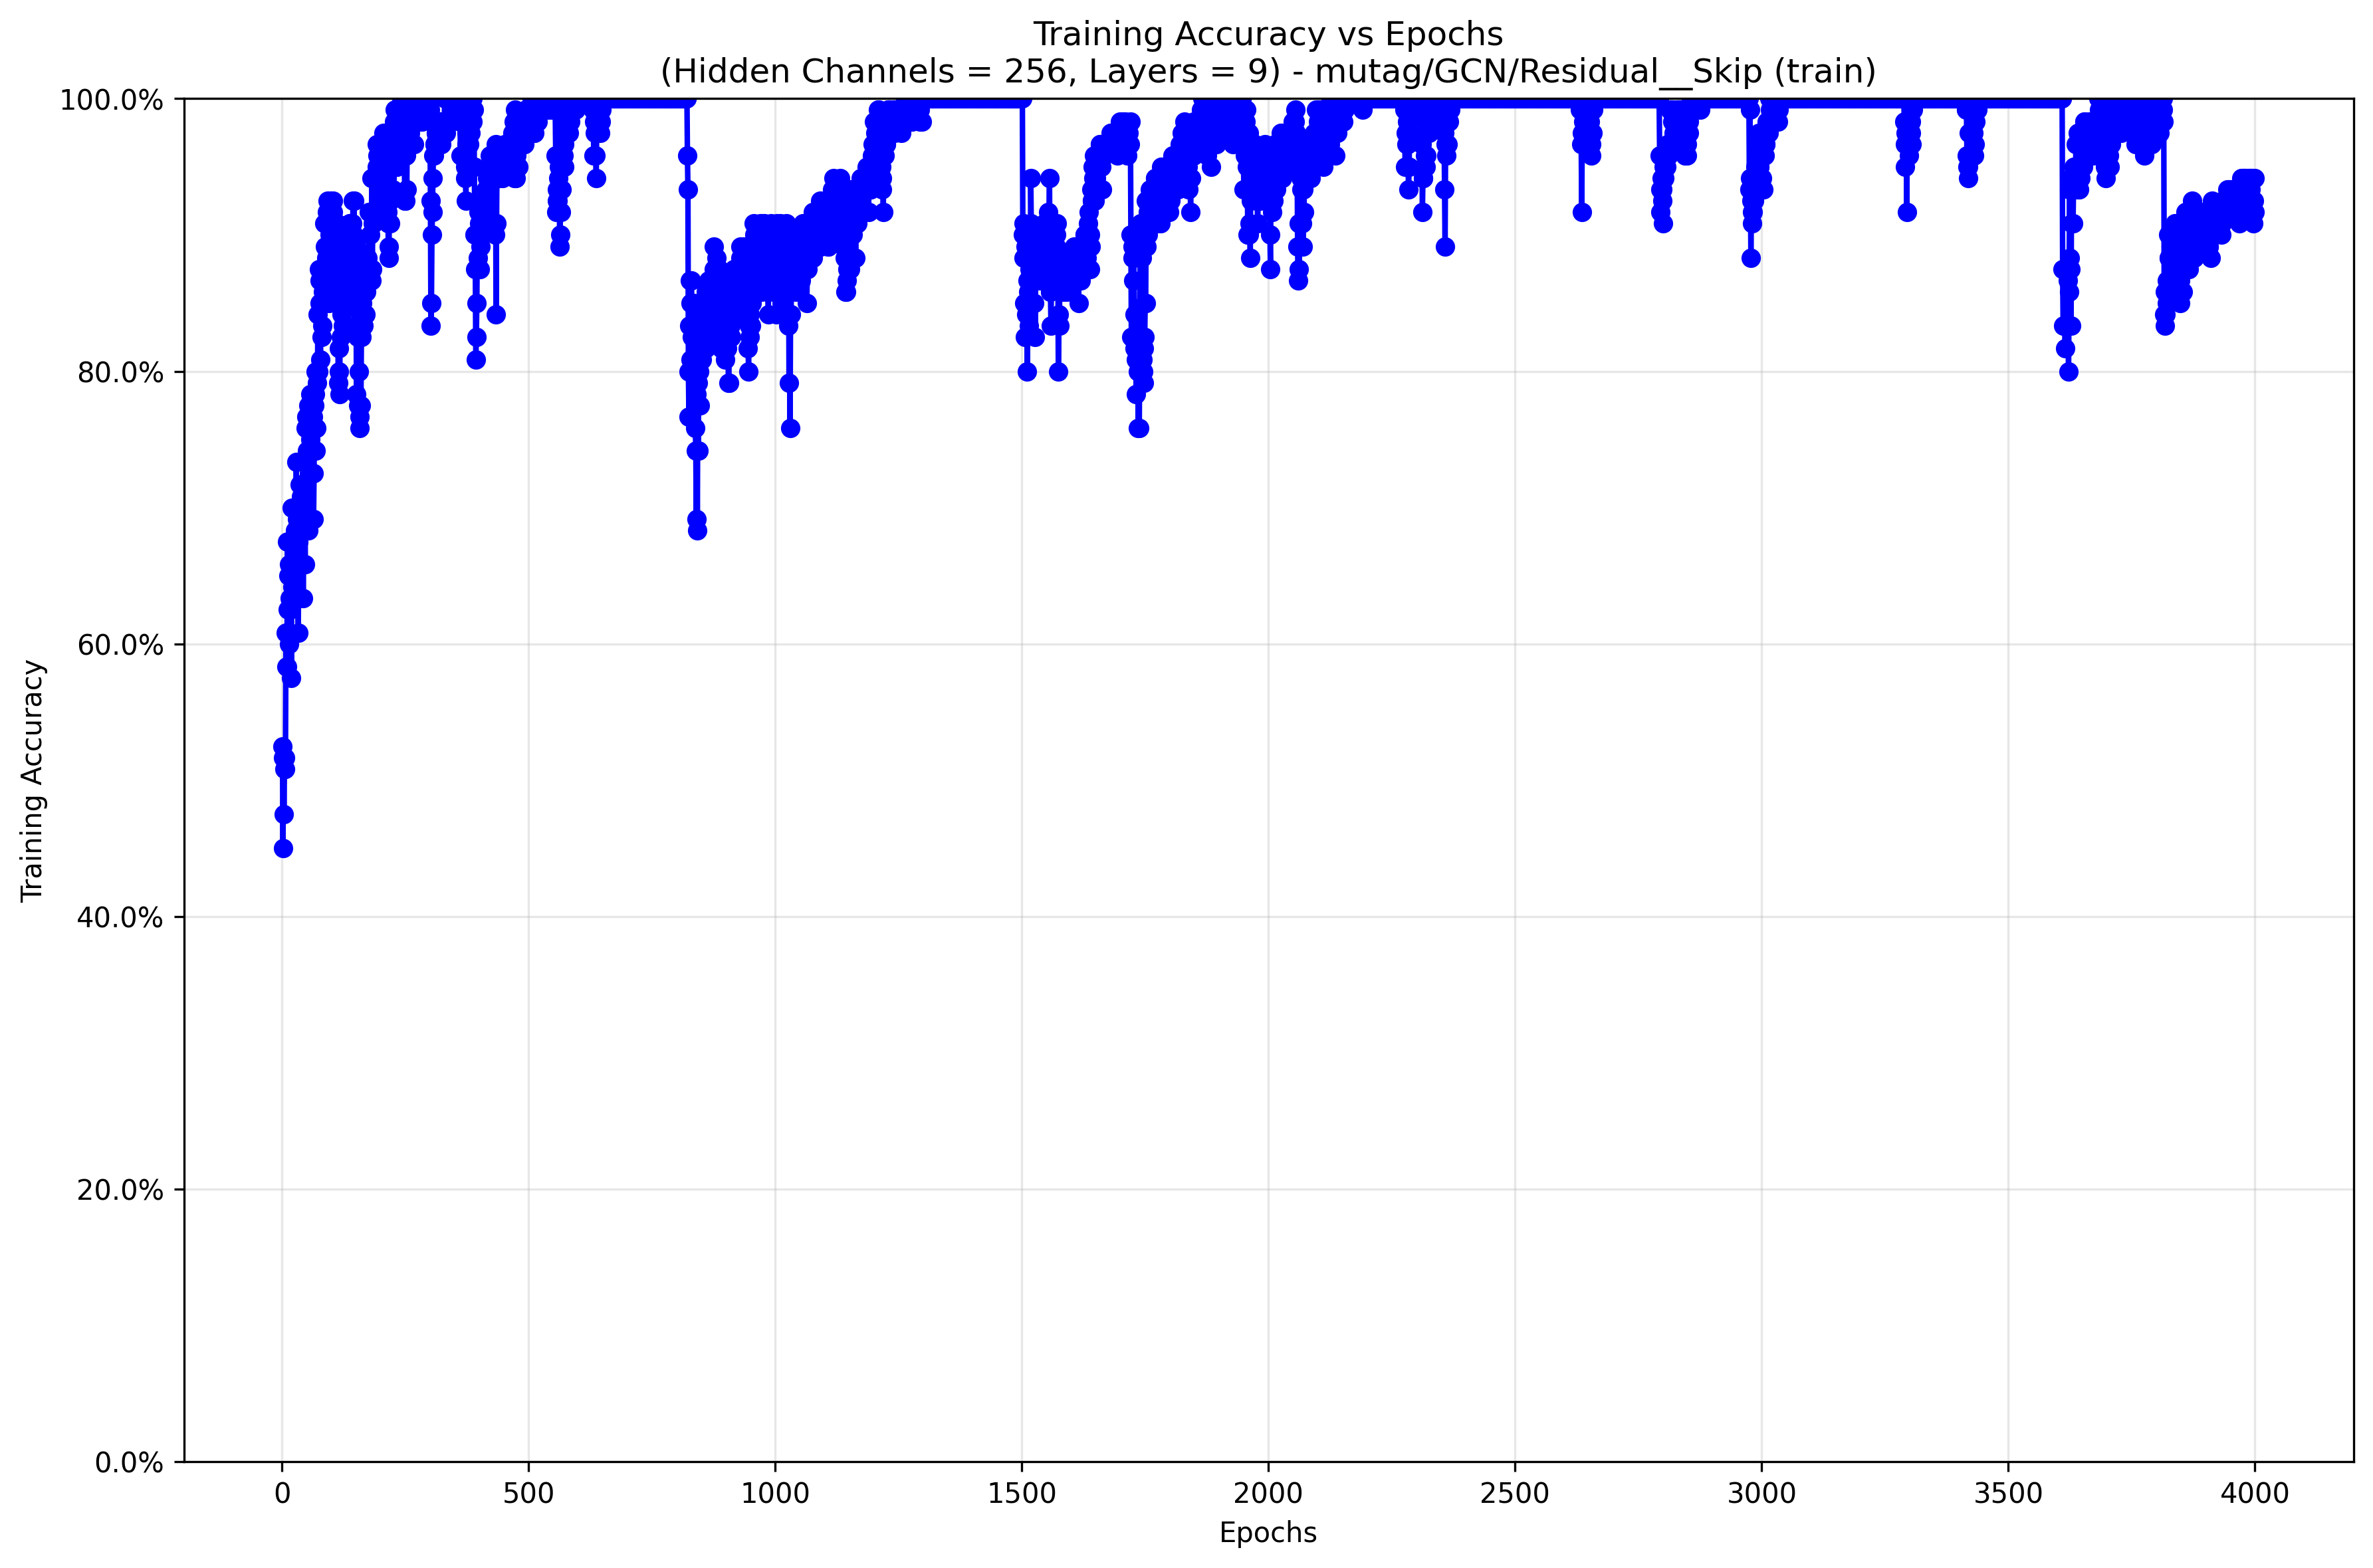 Training Accuracy vs Epochs
(Hidden Channels = 256, Layers = 9) - mutag/GCN/Residual__Skip (train)
100.0%
80.0%
60.0%
40.0%
20.0%
0.0%
Training Accuracy
0 500 1000 1500 2000 2500 3000 3500 4000
Epochs